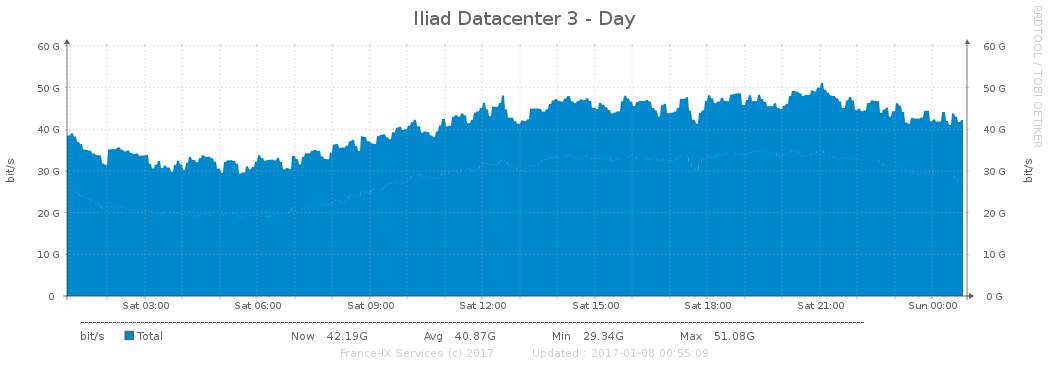 Iliad Datacenter 3 - Day
RRDTOOL / TOBI OETIKER
bit/s
bit/s
60 G 60 G
50 G 50 G
40 G 40 G
30 G 30 G
20 G 20 G
10 G 10 G
0 0 G
Sat 03:00 Sat 06:00 Sat 09:00 Sat 12:00 Sat 15:00 Sat 18:00 Sat 21:00 Sun 00:00
bit/s Total Now 42.19G Avg 40.87G Min 29.34G Max 51.08G
France-IX Services (c) 2017 Updated : 2017-01-08 00:55:09